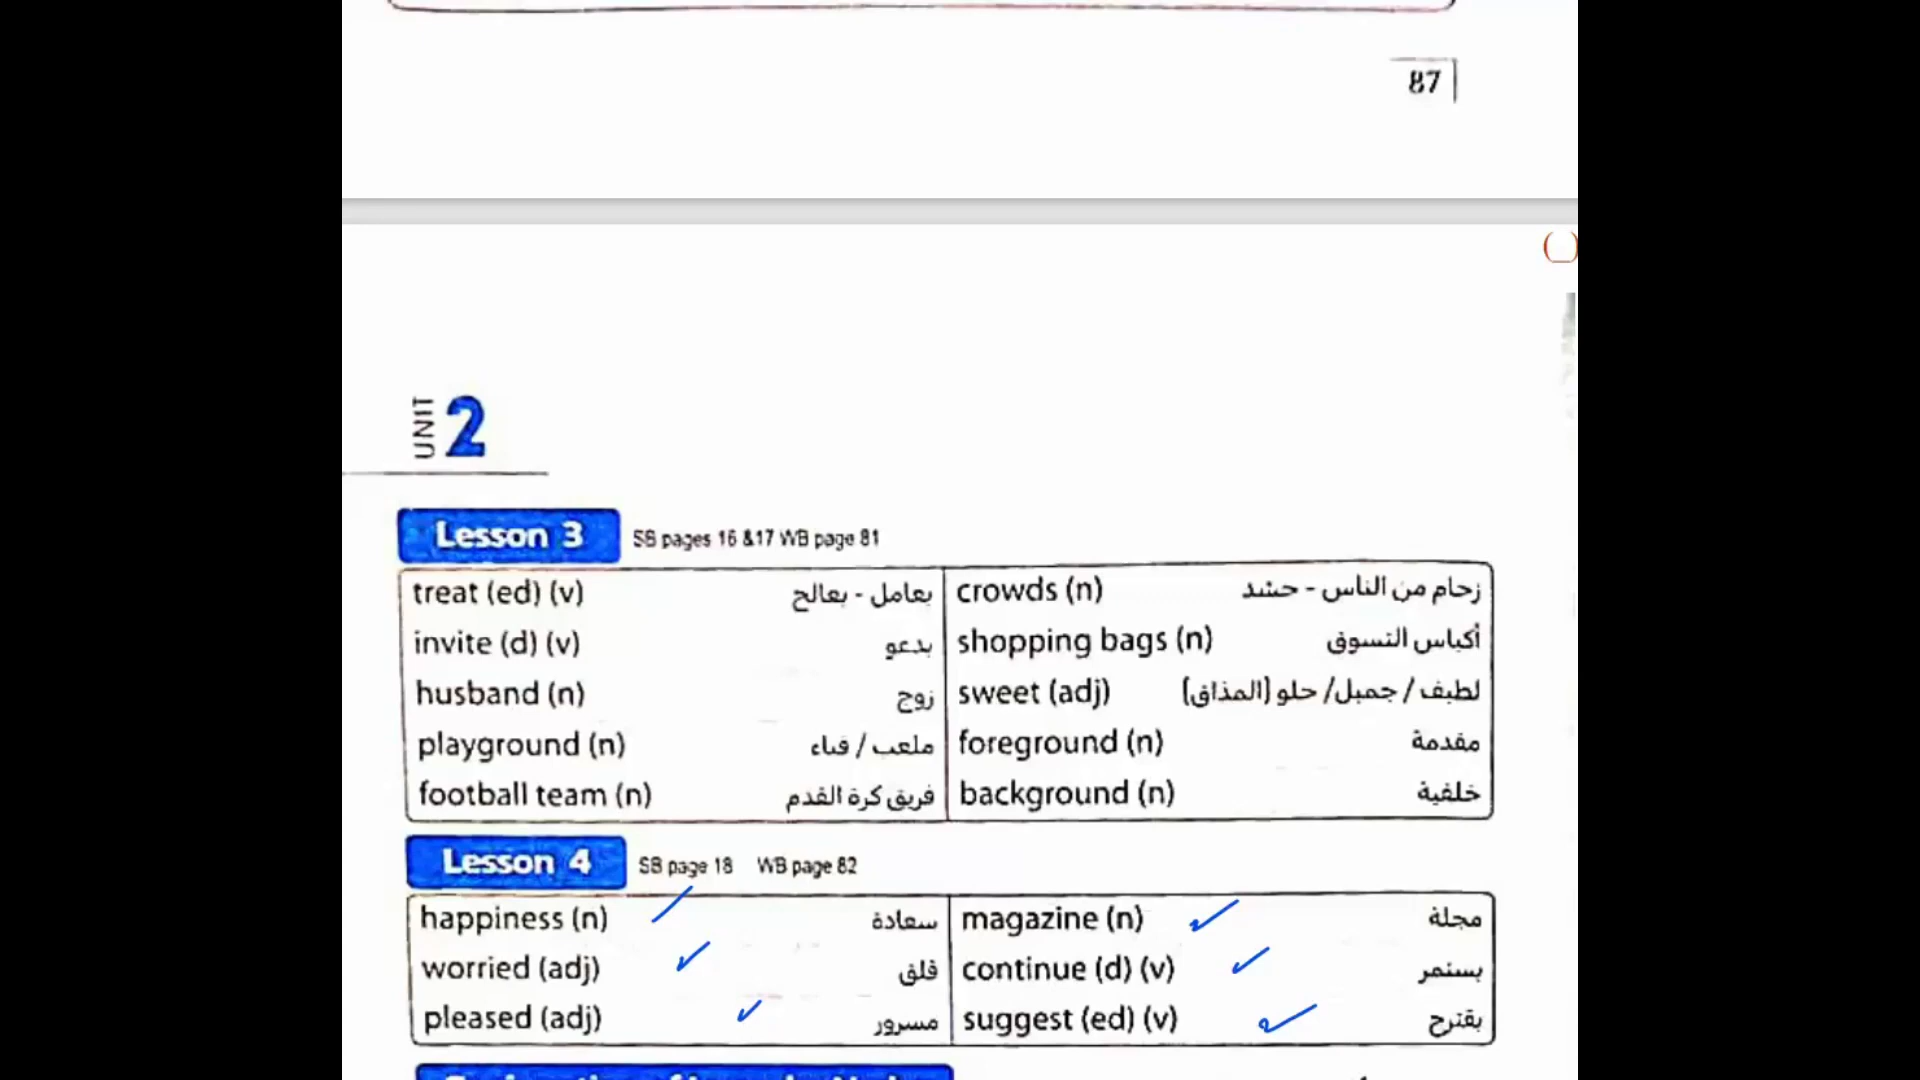 87
UNIT 2
Lesson 3 SB pages 16 &17 WB page 81
treat (ed) (v) يعامل - يعالج
invite (d) (v) يدعو
husband (n) زوج
playground (n) ملعب / فناء
football team (n) فريق كرة القدم
crowds (n) زحام من الناس - حشد
shopping bags (n) أكياس التسوق
sweet (adj) لطيف / جميل/ حلو (المذاق)
foreground (n) مقدمة
background (n) خلفية
Lesson 4 SB page 18 WB page 82
happiness (n) سعادة
worried (adj) قلق
pleased (adj) مسرور
magazine (n) مجلة
continue (d) (v) يستمر
suggest (ed) (v) يقترح